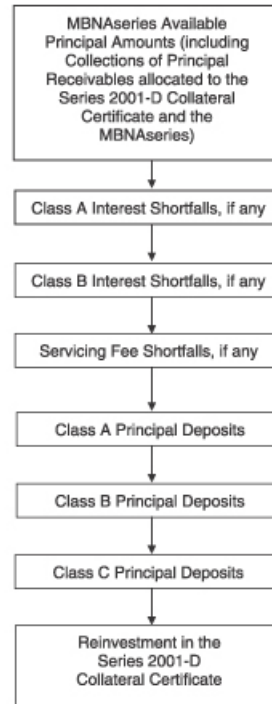 MBNAseries Available
Principal Amounts (including
Collections of Principal
Receivables allocated to the
Series 2001-D Collateral
Certificate and the
MBNAseries)
Class A Interest Shortfalls, if any
Class B Interest Shortfalls, if any
Servicing Fee Shortfalls, if any
Class A Principal Deposits
Class B Principal Deposits
Class C Principal Deposits
Reinvestment in the
Series 2001-D
Collateral Certificate